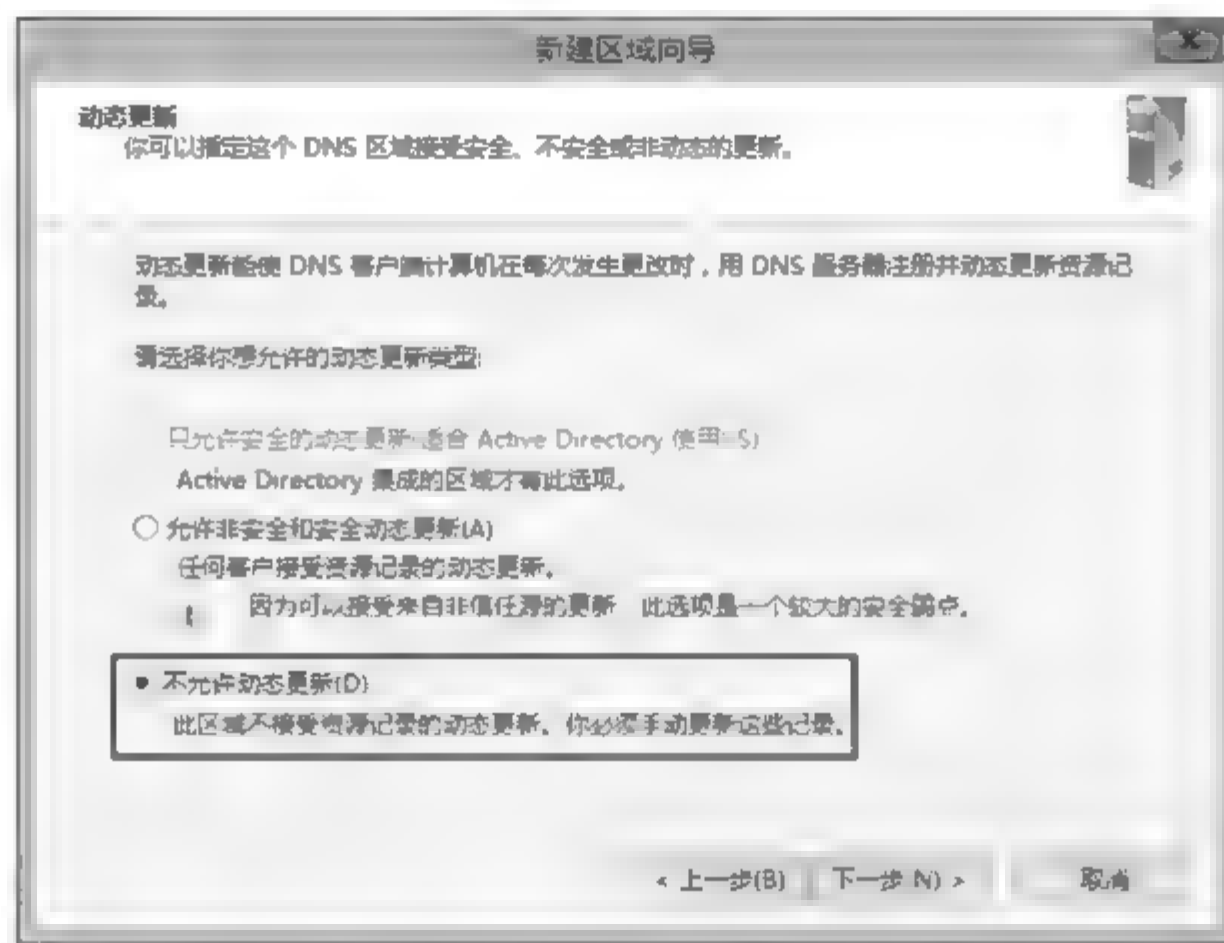 新建区域向导
动态更新
你可以指定这个 DNS 区域接受安全、不安全或非动态的更新。
动态更新能使 DNS 客户端计算机在每次发生更改时，用 DNS 服务器注册并动态更新资源记
录。
请选择你想允许的动态更新类型:
只允许安全的动态更新(适合 Active Directory 使用)(S)
Active Directory 集成的区域才有此选项。
允许非安全和安全动态更新(A)
任何客户接受资源记录的动态更新。
因为可以接受来自非信任源的更新 此选项是一个较大的安全弱点。
不允许动态更新(D)
此区域不接受资源记录的动态更新。你必须手动更新这些记录。
< 上一步(B) 下一步(N) > 取消